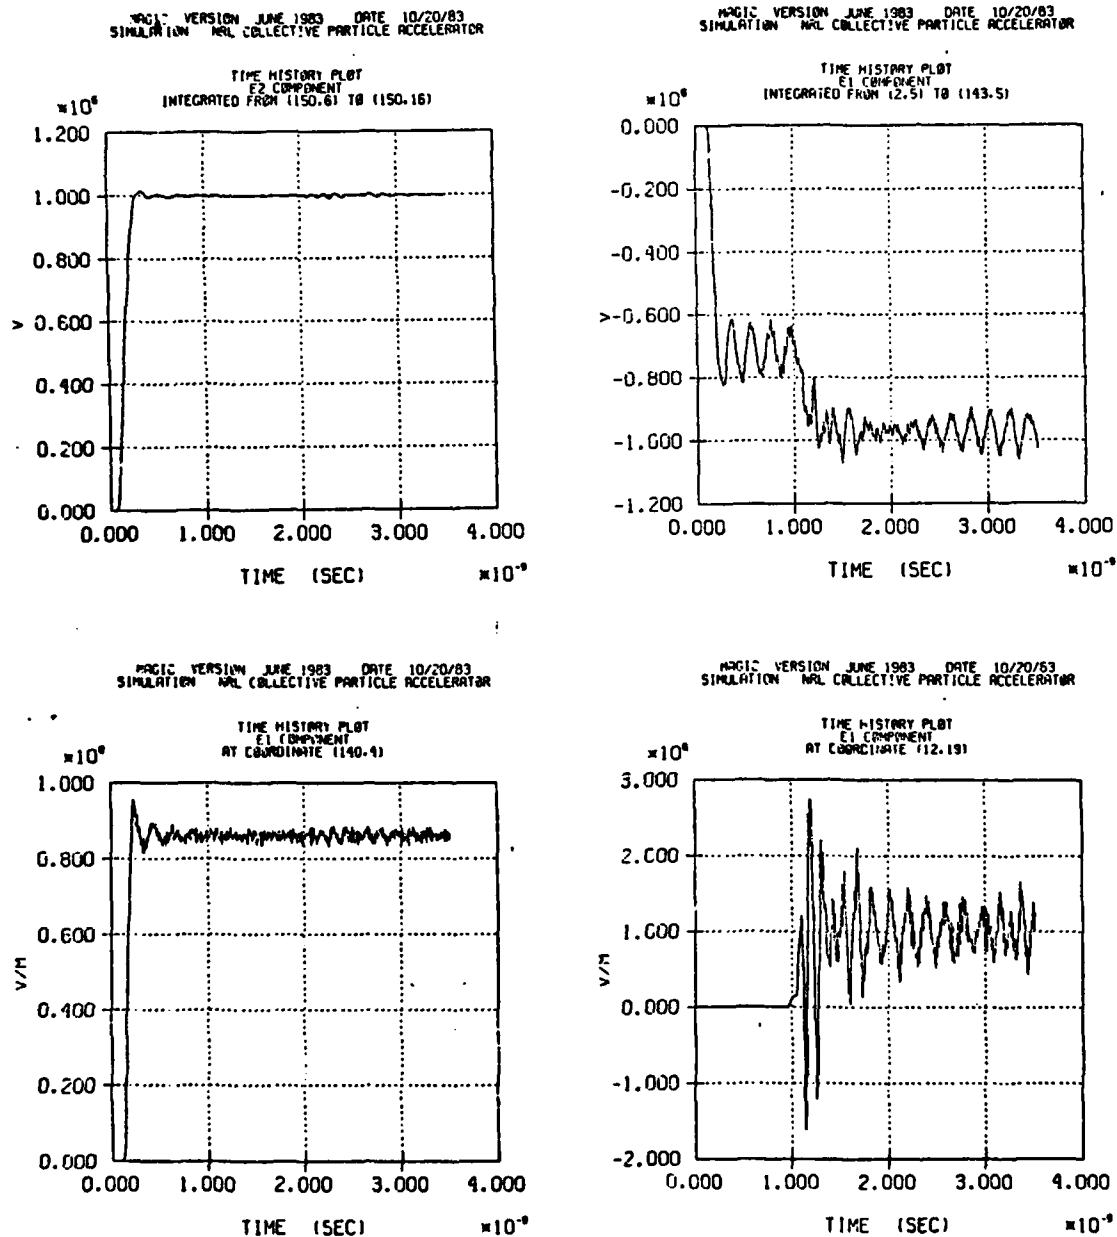 MAGIC VERSION JUNE 1983 DATE 10/20/83
SIMULATION NRL COLLECTIVE PARTICLE ACCELERATOR
TIME HISTORY PLOT
E2 COMPONENT
INTEGRATED FROM (150.6) TO (150.16)
×10⁶
1.200
1.000
0.800
V 0.600
0.400
0.200
0.000
0.000 1.000 2.000 3.000 4.000
TIME (SEC) ×10⁻⁹
MAGIC VERSION JUNE 1983 DATE 10/20/83
SIMULATION NRL COLLECTIVE PARTICLE ACCELERATOR
TIME HISTORY PLOT
E1 COMPONENT
INTEGRATED FROM (2.5) TO (143.5)
×10⁶
0.000
-0.200
-0.400
V -0.600
-0.800
-1.000
-1.200
0.000 1.000 2.000 3.000 4.000
TIME (SEC) ×10⁻⁹
MAGIC VERSION JUNE 1983 DATE 10/20/83
SIMULATION NRL COLLECTIVE PARTICLE ACCELERATOR
TIME HISTORY PLOT
E1 COMPONENT
AT COORDINATE (140.4)
×10⁶
1.000
0.800
0.600
V/M
0.400
0.200
0.000
0.000 1.000 2.000 3.000 4.000
TIME (SEC) ×10⁻⁹
MAGIC VERSION JUNE 1983 DATE 10/20/83
SIMULATION NRL COLLECTIVE PARTICLE ACCELERATOR
TIME HISTORY PLOT
E1 COMPONENT
AT COORDINATE (12.19)
×10⁶
3.000
2.000
1.000
V/M
0.000
-1.000
-2.000
0.000 1.000 2.000 3.000 4.000
TIME (SEC) ×10⁻⁹